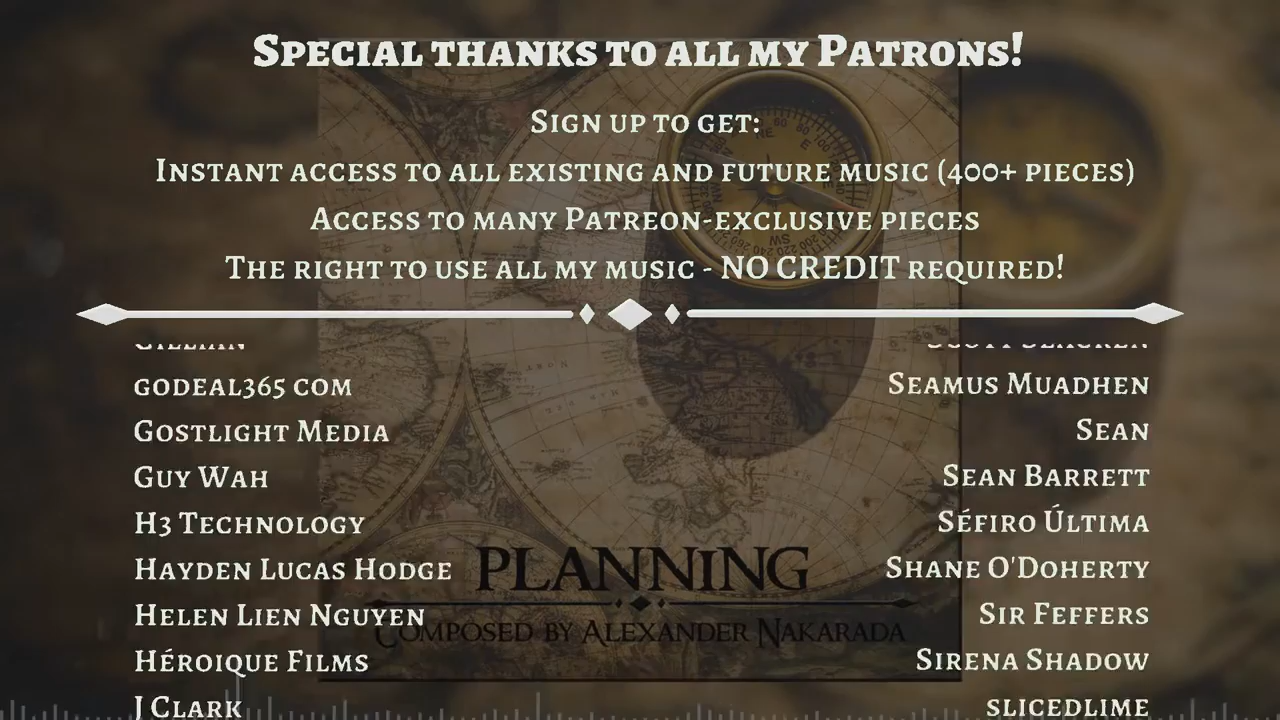 Special thanks to all my Patrons!
Sign up to get:
Instant access to all existing and future music (400+ pieces)
Access to many Patreon-exclusive pieces
The right to use all my music - NO CREDIT required!
godeal365 com
Gostlight Media
Guy Wah
H3 Technology
Hayden Lucas Hodge
Helen Lien Nguyen
Héroique Films
J Clark
Seamus Muadhen
Sean
Sean Barrett
Séfiro Última
Shane O'Doherty
Sir Feffers
Sirena Shadow
slicedlime
PLANNING
Composed by Alexander Nakarada